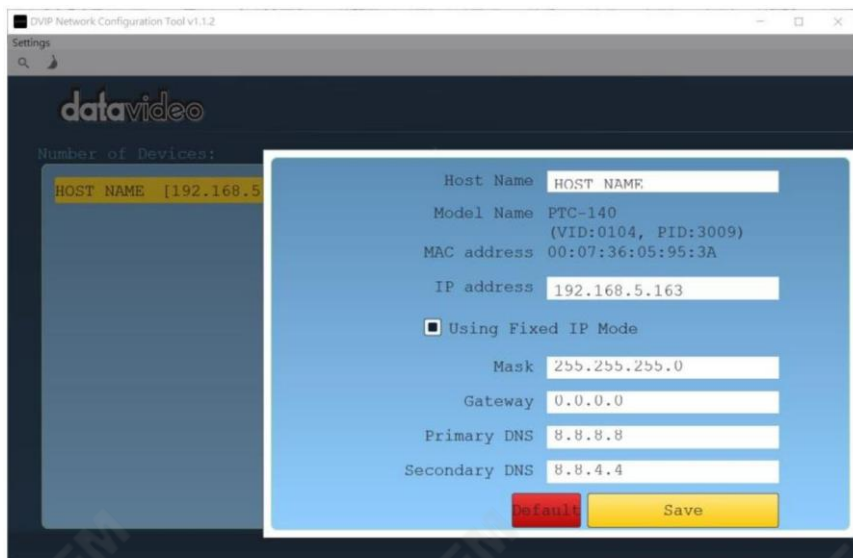 DVIP Network Configuration Tool v1.1.2
Settings
datavideo
Number of Devices:
HOST NAME [192.168.5
Host Name HOST NAME
Model Name PTC-140
(VID:0104, PID:3009)
MAC address 00:07:36:05:95:3A
IP address 192.168.5.163
Using Fixed IP Mode
Mask 255.255.255.0
Gateway 0.0.0.0
Primary DNS 8.8.8.8
Secondary DNS 8.8.4.4
Default Save